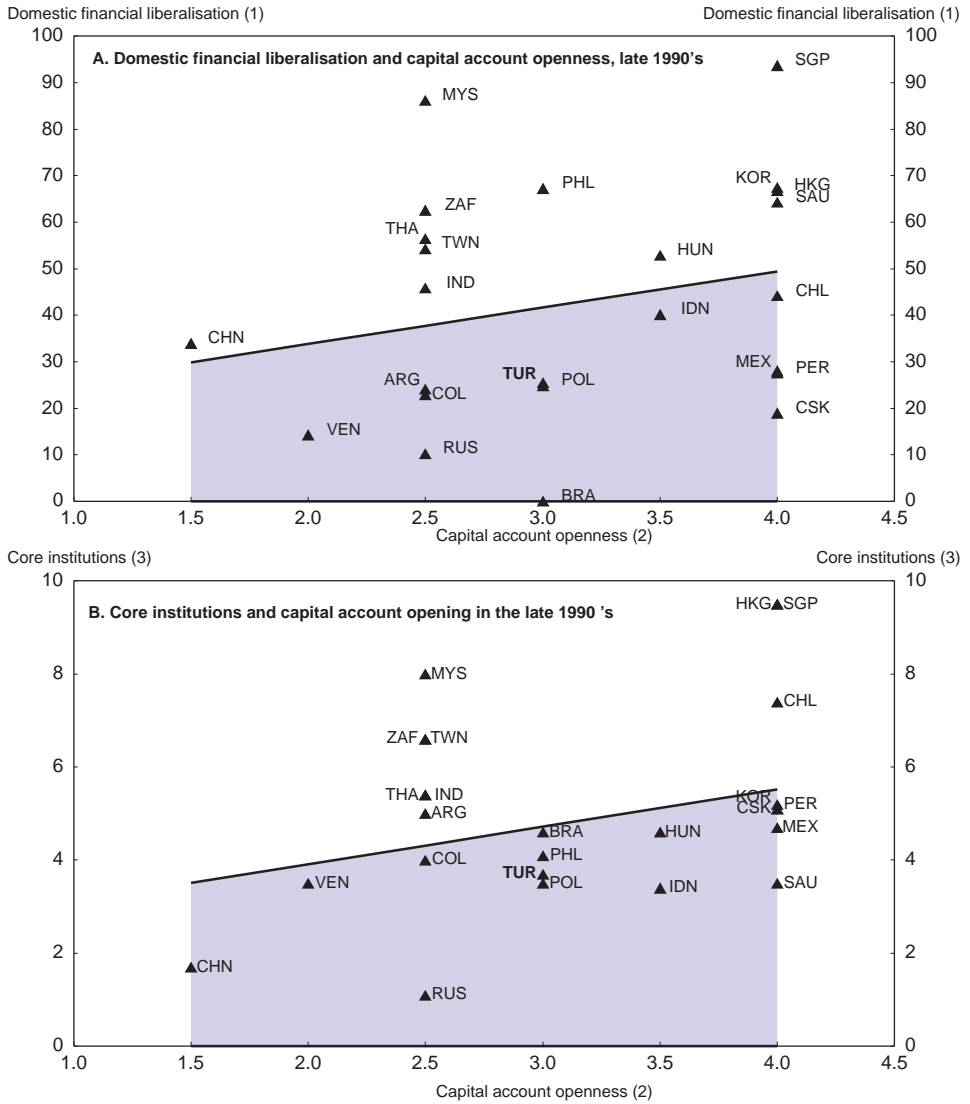 Domestic financial liberalisation (1) Domestic financial liberalisation (1)
100 100
A. Domestic financial liberalisation and capital account openness, late 1990's
SGP
90 90
MYS
80 80
70 KOR HKG 70
PHL
SAU
ZAF
60 60
THA
TWN
HUN
50 50
IND
CHL
40 IDN 40
CHN
30 30
MEX PER
ARG TUR POL
COL
20 CSK 20
VEN
RUS
10 10
BRA
0 0
1.0 1.5 2.0 2.5 3.0 3.5 4.0 4.5
Capital account openness (2)
Core institutions (3) Core institutions (3)
10 10
B. Core institutions and capital account opening in the late 1990 's
HKG SGP
8 MYS 8
CHL
ZAF TWN
6 6
THA IND
KOR PER
CSK
ARG
MEX
BRA HUN
4 COL PHL 4
TUR
VEN POL IDN SAU
2 2
CHN
RUS
0 0
1.0 1.5 2.0 2.5 3.0 3.5 4.0 4.5
Capital account openness (2)